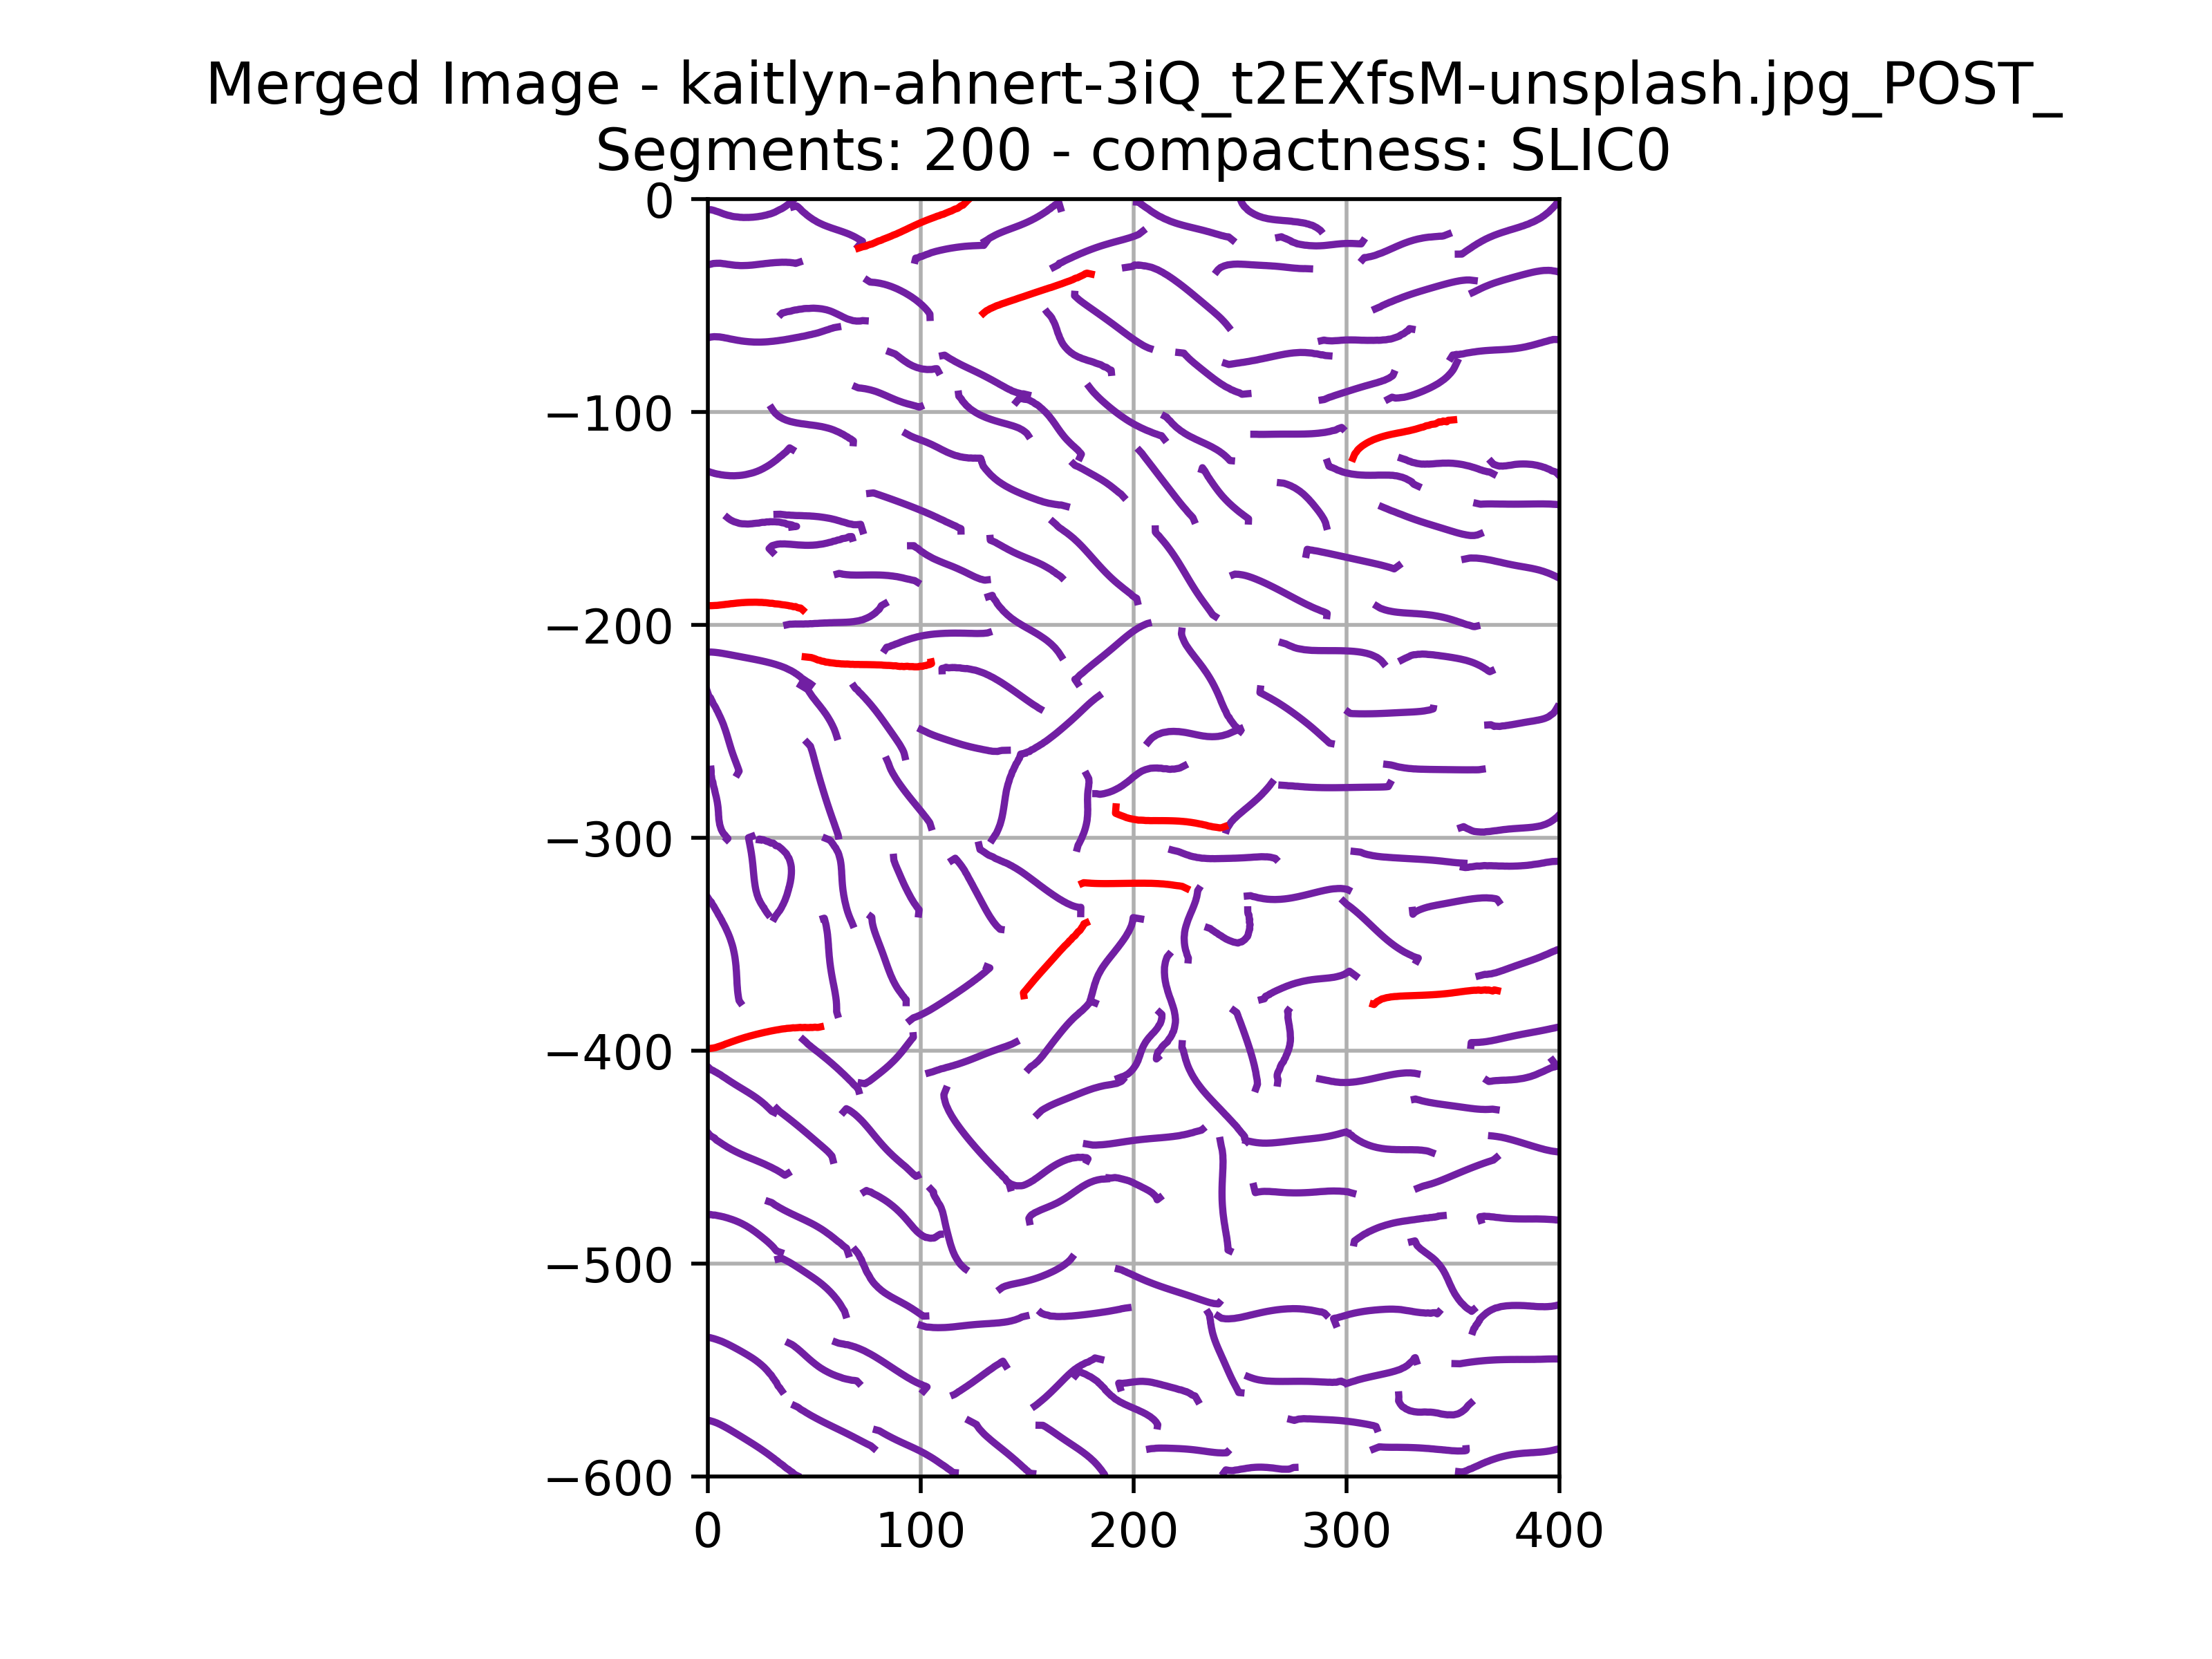 Merged Image - kaitlyn-ahnert-3iQ_t2EXfsM-unsplash.jpg_POST_
Segments: 200 - compactness: SLIC0
0
−100
−200
−300
−400
−500
−600
0 100 200 300 400